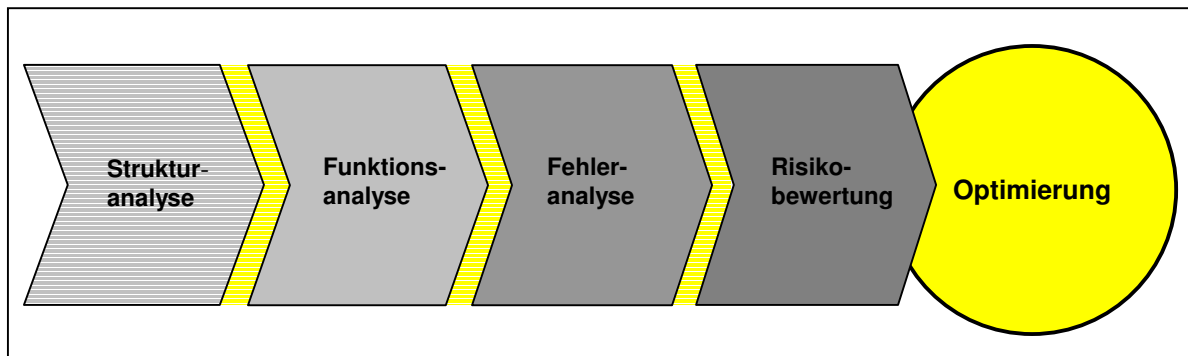 Struktur-
analyse
Funktions-
analyse
Fehler-
analyse
Risiko-
bewertung
Optimierung